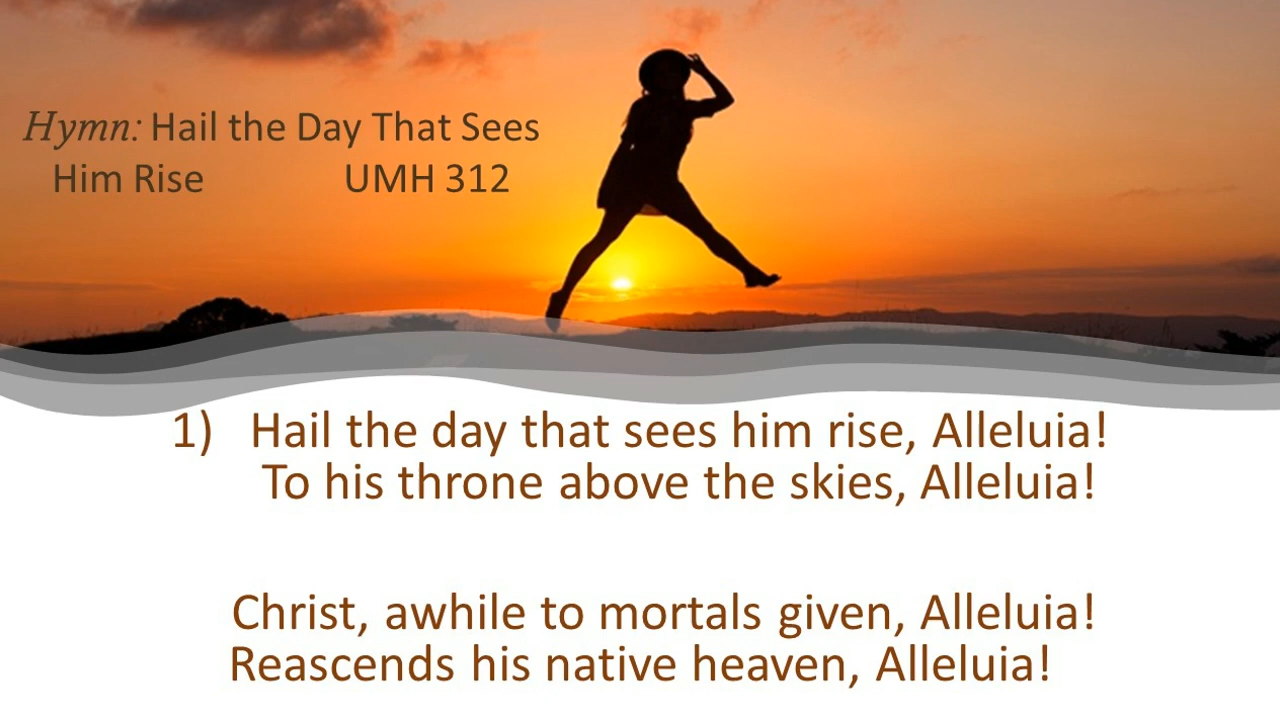 Hymn: Hail the Day That Sees
Him Rise UMH 312
1) Hail the day that sees him rise, Alleluia!
To his throne above the skies, Alleluia!
Christ, awhile to mortals given, Alleluia!
Reascends his native heaven, Alleluia!